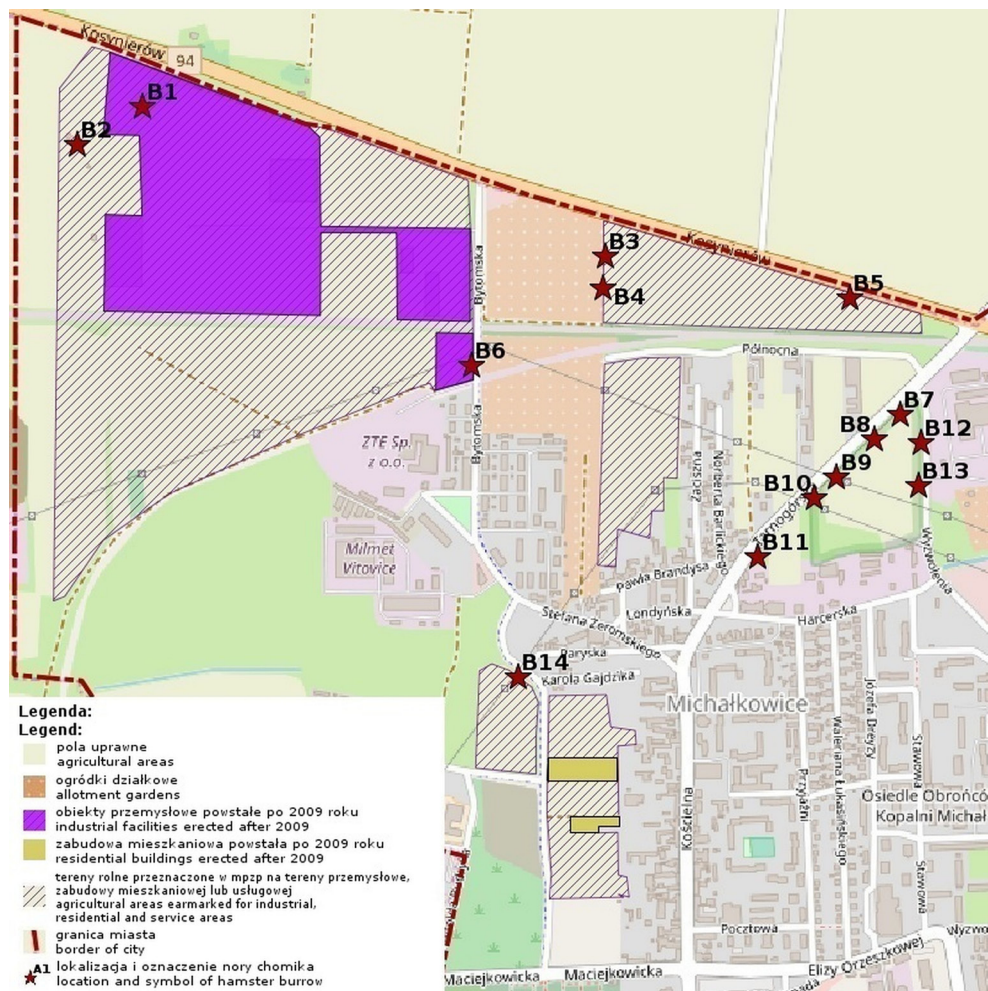 Kosynierów
94
B1
B2
Kosynierów
B3
B4
B5
Bytomska
B6
Północna
B7
B8
B12
B9
B13
B10
B11
ZTE Sp.
z o.o.
Bytomska
Zaciszna
Norberta Barlickiego
Wyzwolenia
Milmet
Vitovice
Pawła Brandysa
Londyńska
Stefana Żeromskiego
Harcerska
Paryska
B14
Karola Gajdzika
Michałkowice
Józefa Dreyzy
Stawowa
Waleriana Łukasińskiego
Przyjaźni
Kościelna
Osiedle Obrońcó
Kopalni Michał
Stawowa
Pocztowa
Wyzwo
Elizy Orzeszkowej
Maciejkowicka
Maciejkowicka
Legenda:
Legend:
pola uprawne
agricultural areas
ogródki działkowe
allotment gardens
obiekty przemysłowe powstałe po 2009 roku
industrial facilities erected after 2009
zabudowa mieszkaniowa powstała po 2009 roku
residential buildings erected after 2009
tereny rolne przeznaczone w mpzp na tereny przemysłowe,
zabudowy mieszkaniowej lub usługowej
agricultural areas earmarked for industrial,
residential and service areas
granica miasta
border of city
A1
lokalizacja i oznaczenie nory chomika
location and symbol of hamster burrow